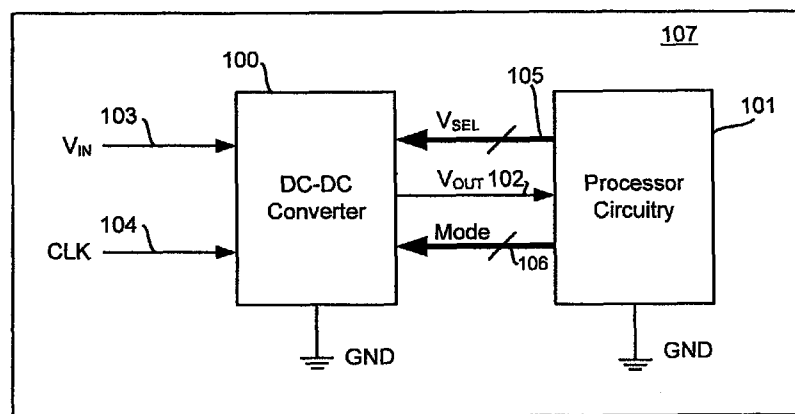 107
100
105
101
103
V_SEL
V_IN
DC-DC
Converter
V_OUT 102
Processor
Circuitry
104
CLK
Mode
106
GND
GND